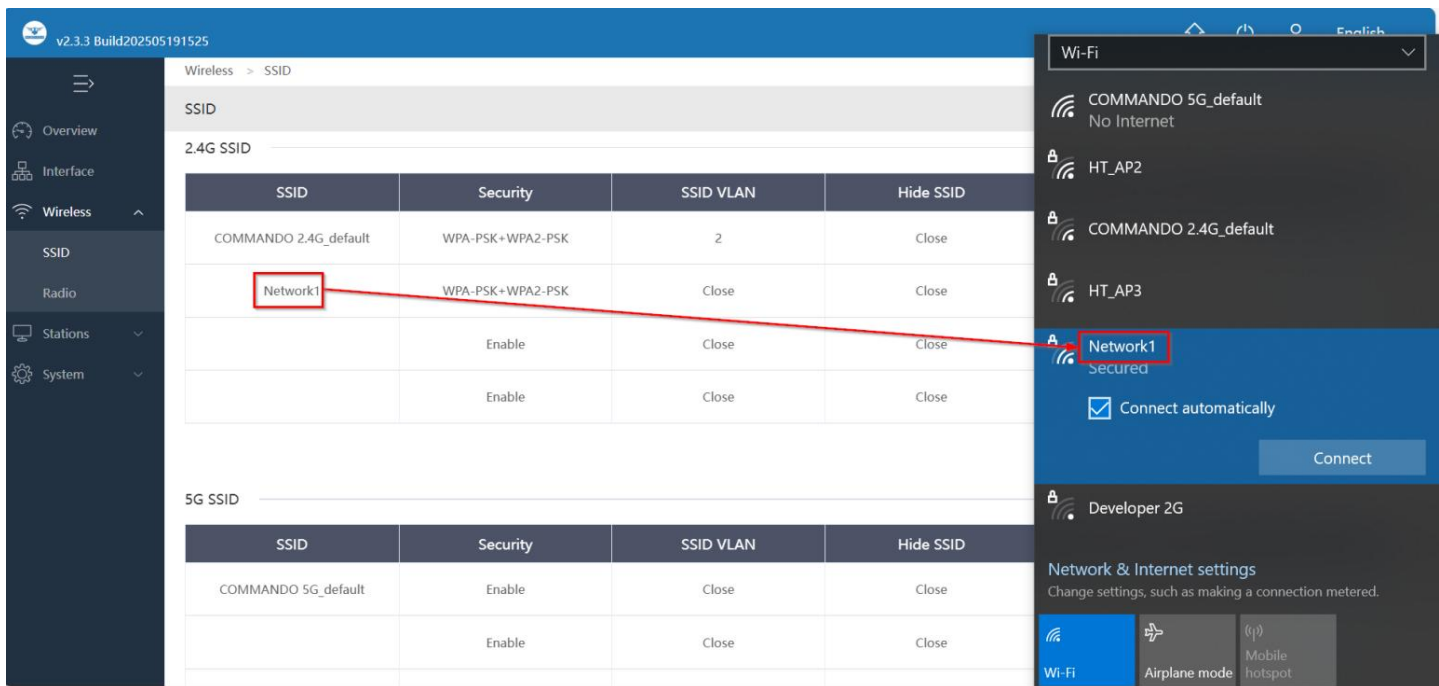 v2.3.3 Build202505191525
English
Wireless > SSID
SSID
Overview
Interface
Wireless
SSID
Radio
Stations
System
2.4G SSID
SSID Security SSID VLAN Hide SSID
COMMANDO 2.4G_default WPA-PSK+WPA2-PSK 2 Close
Network1 WPA-PSK+WPA2-PSK Close Close
Enable Close Close
Enable Close Close
5G SSID
SSID Security SSID VLAN Hide SSID
COMMANDO 5G_default Enable Close Close
Enable Close Close
Wi-Fi
COMMANDO 5G_default
No Internet
HT_AP2
COMMANDO 2.4G_default
HT_AP3
Network1
Secured
Connect automatically
Connect
Developer 2G
Network & Internet settings
Change settings, such as making a connection metered.
Wi-Fi
Airplane mode
Mobile
hotspot